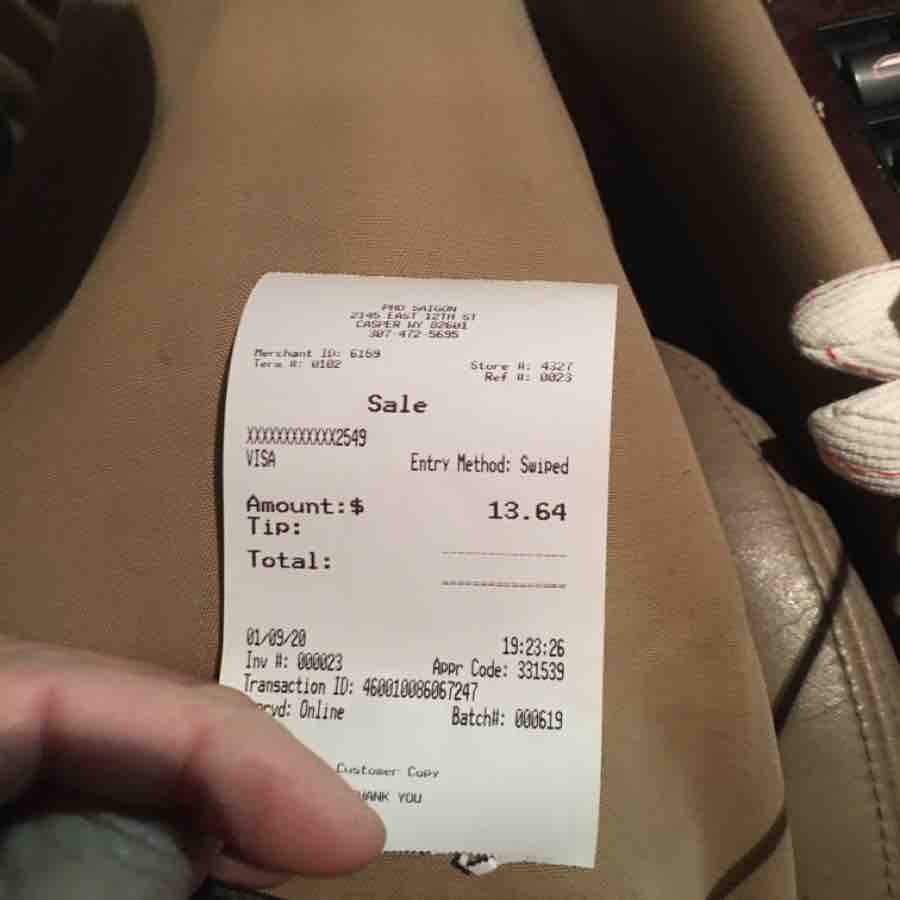 PHO SAIGON
2145 EAST 12TH ST
CASPER WY 82601
307-472-5695
Merchant ID: 6159
Term #: 0102
Store #: 4327
Ref #: 0023
Sale
XXXXXXXXXXXX2549
VISA
Entry Method: Swiped
Amount:$ 13.64
Tip:
Total:
01/09/20 19:23:26
Inv #: 000023 Appr Code: 331539
Transaction ID: 460010086067247
Online Batch#: 000619
Customer Copy
YOU